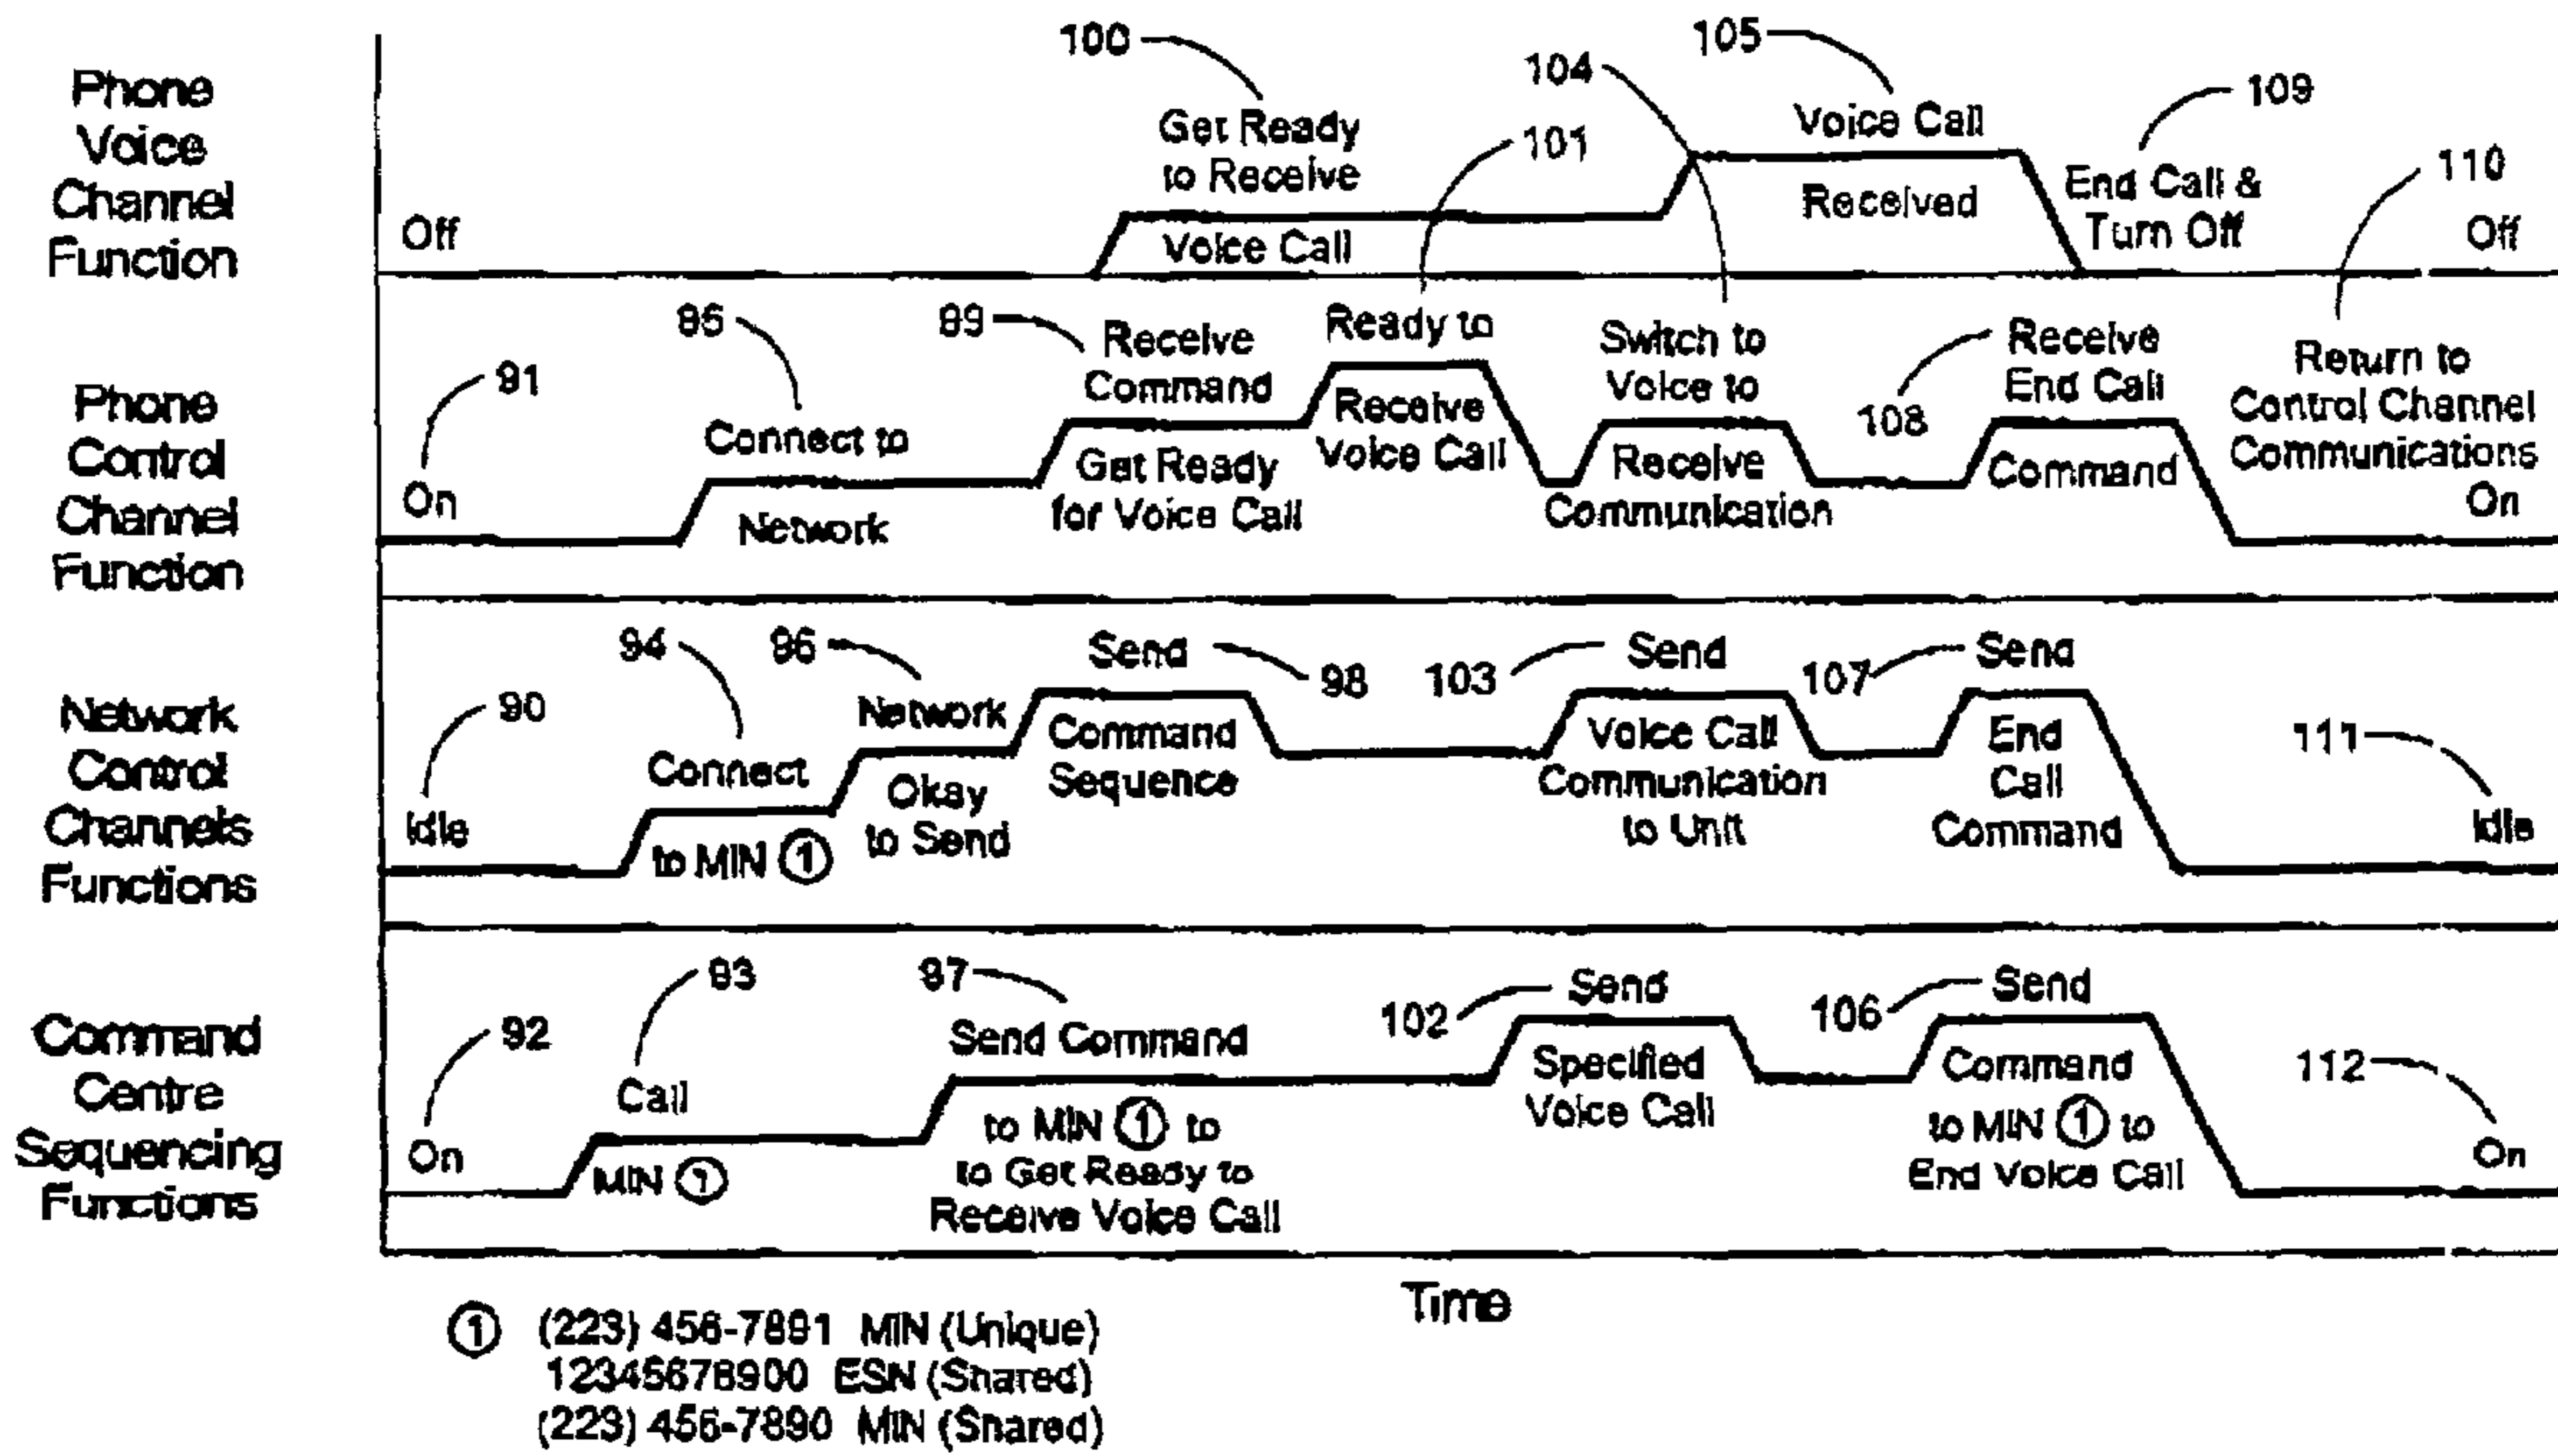 Phone
Voice
Channel
Function
Off
100
Get Ready
to Receive
Voice Call
101
104
105
Voice Call
Received
109
End Call &
Turn Off
110
Off
Phone
Control
Channel
Function
91
On
95
Connect to
Network
99
Receive
Command
Get Ready
for Voice Call
Ready to
Receive
Voice Call
Switch to
Voice to
Receive
Communication
108
Receive
End Call
Command
Return to
Control Channel
Communications
On
Network
Control
Channels
Functions
90
Idle
94
Connect
to MIN ①
96
Network
Okay
to Send
Send
98
Command
Sequence
103
Send
Voice Call
Communication
to Unit
107
Send
End
Call
Command
111
Idle
Command
Centre
Sequencing
Functions
92
On
93
Call
MIN ①
97
Send Command
to MIN ① to
to Get Ready to
Receive Voice Call
102
Send
Specified
Voice Call
106
Send
Command
to MIN ① to
End Voice Call
112
On
Time
① (223) 456-7891 MIN (Unique)
12345678900 ESN (Shared)
(223) 456-7890 MIN (Shared)